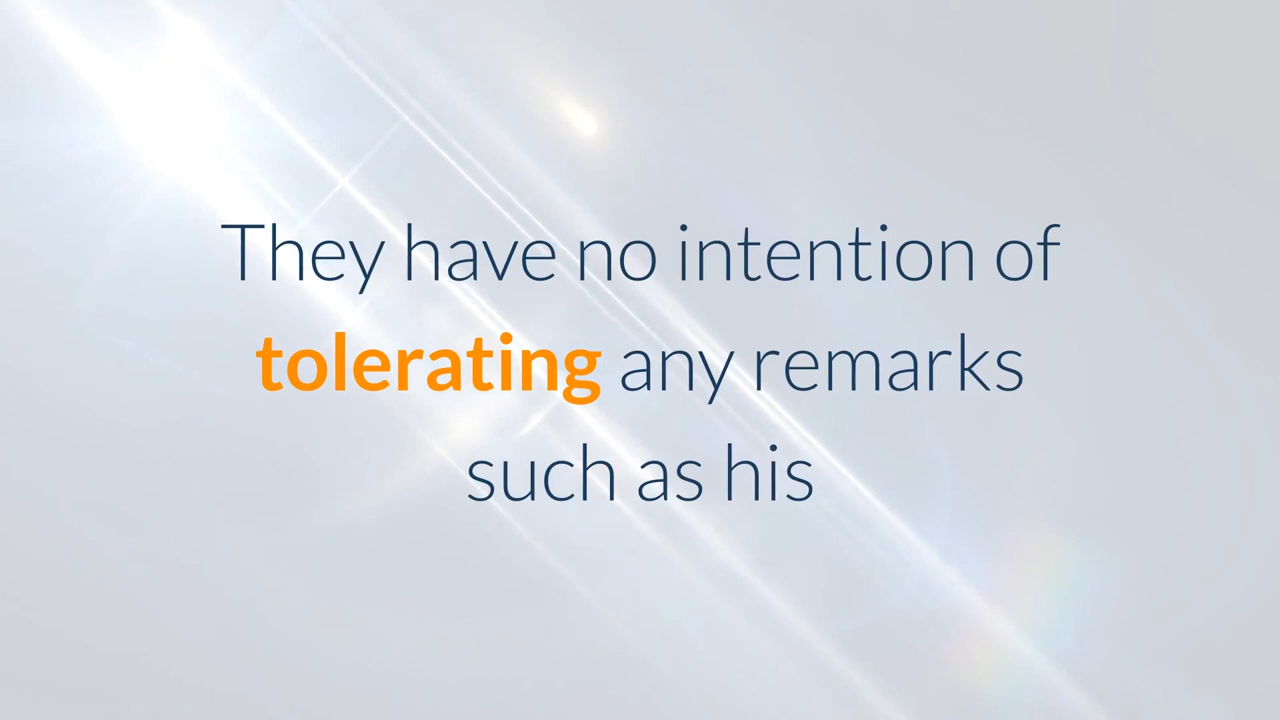 They have no intention of
tolerating any remarks
such as his